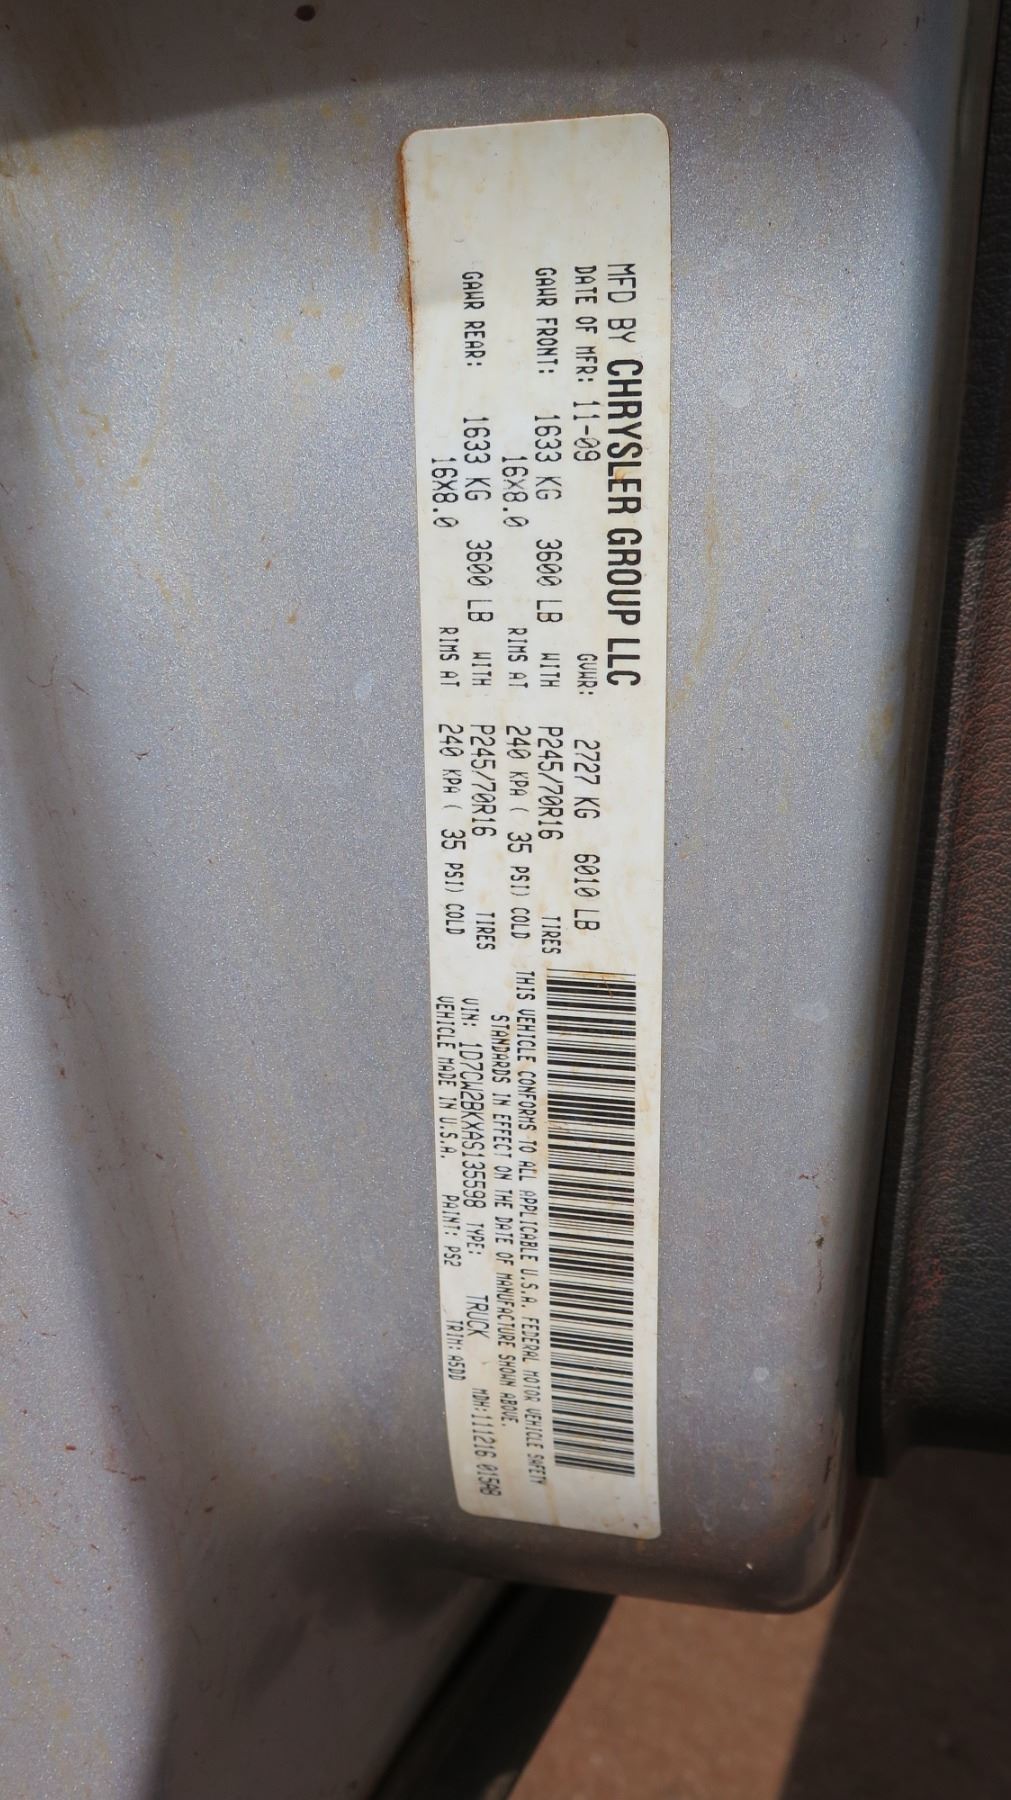 MFD BY CHRYSLER GROUP LLC
DATE OF MFR: 11-09 GVWR: 2727 KG 6010 LB
GAWR FRONT: 1633 KG 3600 LB WITH P245/70R16 TIRES
16X8.0 RIMS AT 240 KPA ( 35 PSI) COLD
GAWR REAR: 1633 KG 3600 LB WITH P245/70R16 TIRES
16X8.0 RIMS AT 240 KPA ( 35 PSI) COLD
THIS VEHICLE CONFORMS TO ALL APPLICABLE U.S.A. FEDERAL MOTOR VEHICLE SAFETY
STANDARDS IN EFFECT ON THE DATE OF MANUFACTURE SHOWN ABOVE.
VIN: 1D7CW2BKXAS135598 TYPE: TRUCK MDH: 111216 015AB
VEHICLE MADE IN U.S.A. PAINT: PS2 TRIM: A5DD